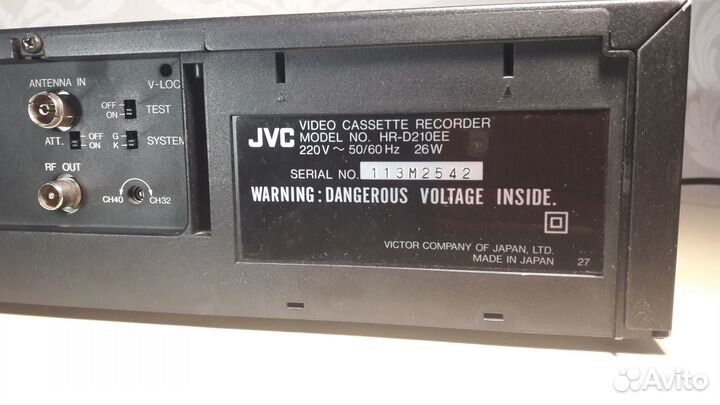 ANTENNA IN
V-LOC
OFF
ON
TEST
ATT.
OFF
ON
G
K
SYSTEM
RF OUT
CH40
CH32
JVC
VIDEO CASSETTE RECORDER
MODEL NO. HR-D210EE
220V ~ 50/60 Hz 26W
SERIAL NO. 113M2542
WARNING: DANGEROUS VOLTAGE INSIDE.
VICTOR COMPANY OF JAPAN, LTD.
MADE IN JAPAN 27
Avito